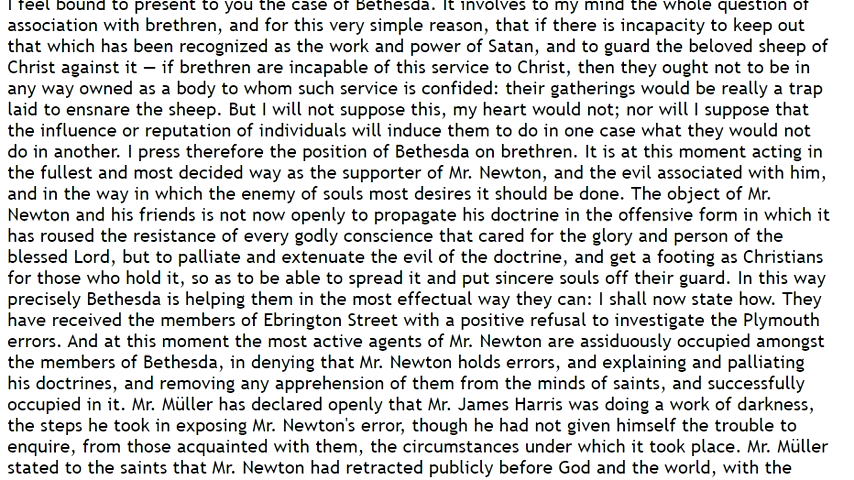 I feel bound to present to you the case of Bethesda. It involves to my mind the whole question of
association with brethren, and for this very simple reason, that if there is incapacity to keep out
that which has been recognized as the work and power of Satan, and to guard the beloved sheep of
Christ against it — if brethren are incapable of this service to Christ, then they ought not to be in
any way owned as a body to whom such service is confided: their gatherings would be really a trap
laid to ensnare the sheep. But I will not suppose this, my heart would not; nor will I suppose that
the influence or reputation of individuals will induce them to do in one case what they would not
do in another. I press therefore the position of Bethesda on brethren. It is at this moment acting in
the fullest and most decided way as the supporter of Mr. Newton, and the evil associated with him,
and in the way in which the enemy of souls most desires it should be done. The object of Mr.
Newton and his friends is not now openly to propagate his doctrine in the offensive form in which it
has roused the resistance of every godly conscience that cared for the glory and person of the
blessed Lord, but to palliate and extenuate the evil of the doctrine, and get a footing as Christians
for those who hold it, so as to be able to spread it and put sincere souls off their guard. In this way
precisely Bethesda is helping them in the most effectual way they can: I shall now state how. They
have received the members of Ebrington Street with a positive refusal to investigate the Plymouth
errors. And at this moment the most active agents of Mr. Newton are assiduously occupied amongst
the members of Bethesda, in denying that Mr. Newton holds errors, and explaining and palliating
his doctrines, and removing any apprehension of them from the minds of saints, and successfully
occupied in it. Mr. Müller has declared openly that Mr. James Harris was doing a work of darkness,
the steps he took in exposing Mr. Newton's error, though he had not given himself the trouble to
enquire, from those acquainted with them, the circumstances under which it took place. Mr. Müller
stated to the saints that Mr. Newton had retracted publicly before God and the world, with the